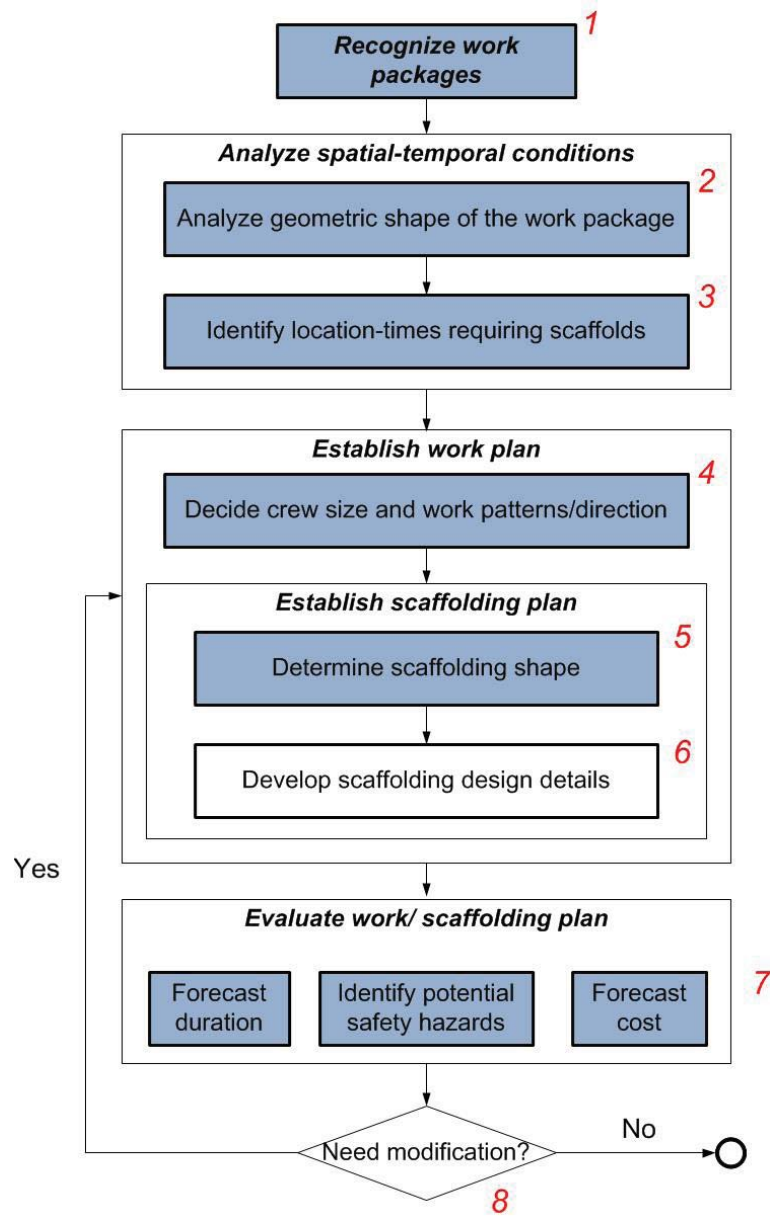 1
Recognize work
packages
Analyze spatial-temporal conditions
2
Analyze geometric shape of the work package
3
Identify location-times requiring scaffolds
Establish work plan
4
Decide crew size and work patterns/direction
Establish scaffolding plan
5
Determine scaffolding shape
6
Develop scaffolding design details
Yes
Evaluate work/ scaffolding plan
7
Forecast
duration
Identify potential
safety hazards
Forecast
cost
Need modification?
No
8